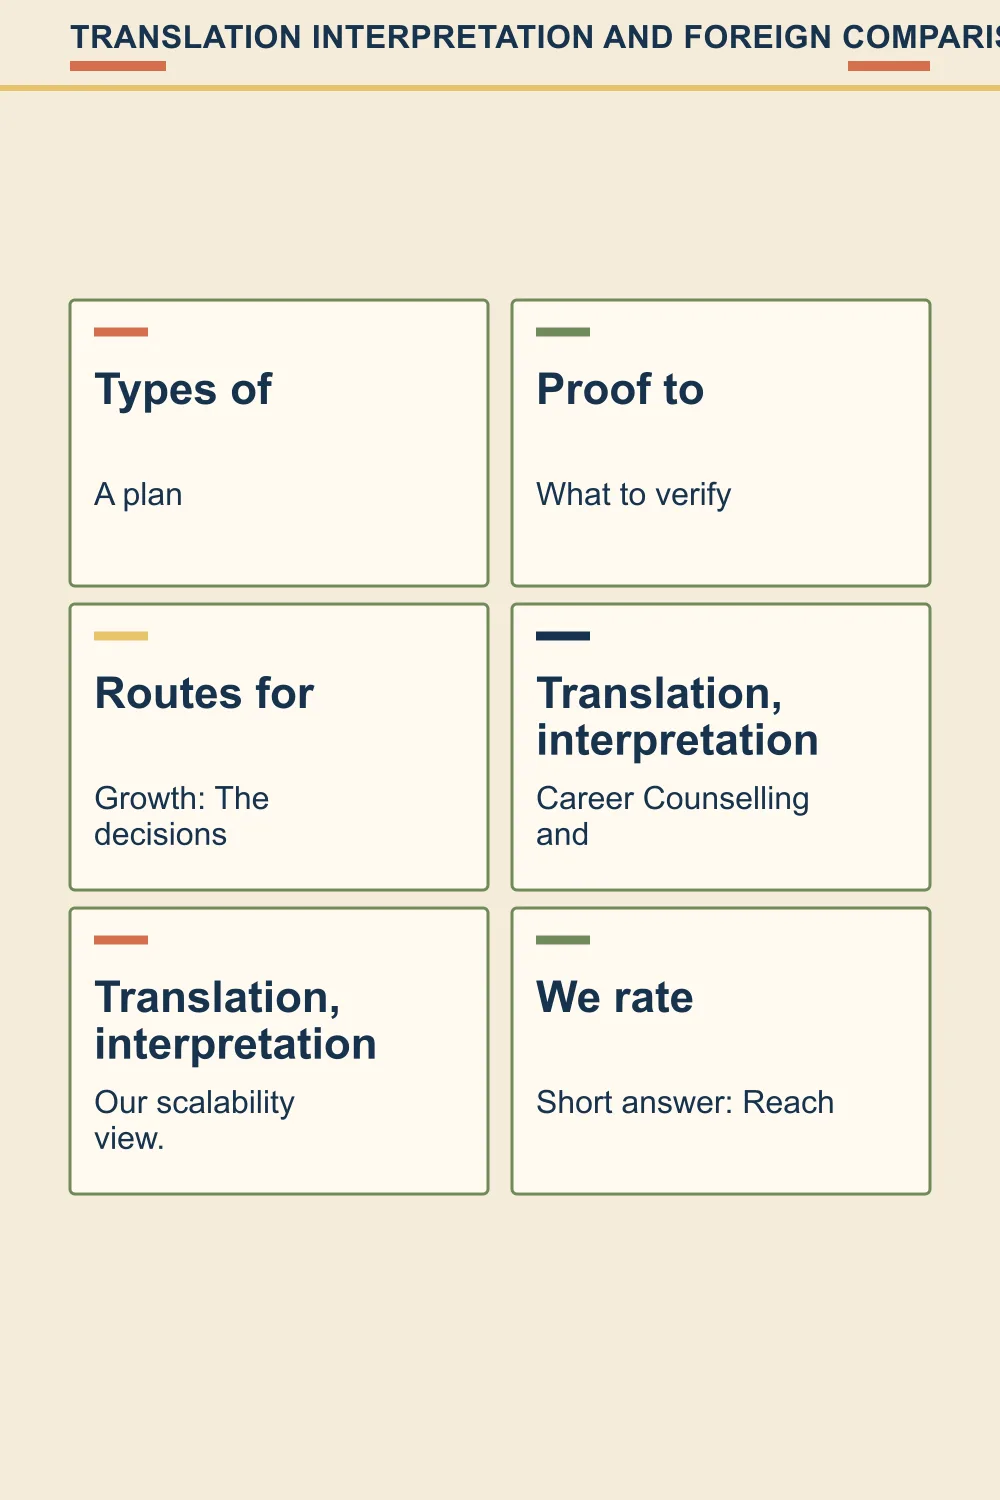 TRANSLATION INTERPRETATION AND FOREIGN
Types of
A plan
Proof to
What to verify
Routes for
Growth: The
decisions
Translation,
interpretation
Career Counselling
and
Translation,
interpretation
Our scalability
view.
We rate
Short answer: Reach